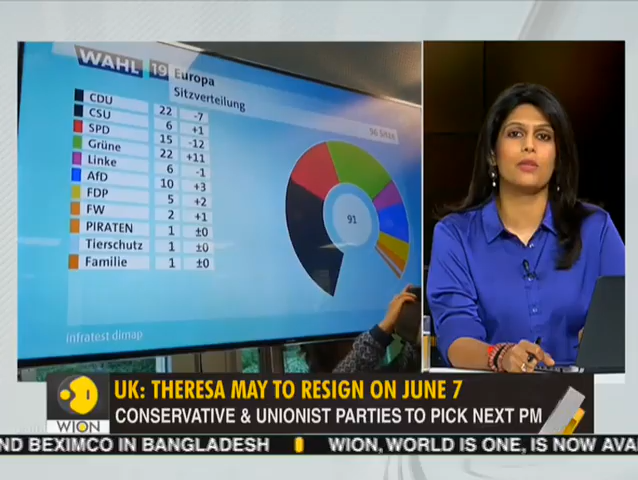 WAHL 19
Europa
Sitzverteilung
CDU 22 -7
CSU 6 +1
SPD 15 -12
Grüne 22 +11
Linke 6 -1
AfD 10 +3
FDP 5 +2
FW 2 +1
PIRATEN 1 ±0
Tierschutz 1 ±0
Familie 1 ±0
96 Sitze
91
infratest dimap
WION
UK: THERESA MAY TO RESIGN ON JUNE 7
CONSERVATIVE & UNIONIST PARTIES TO PICK NEXT PM
ND BEXIMCO IN BANGLADESH WION, WORLD IS ONE, IS NOW AVA